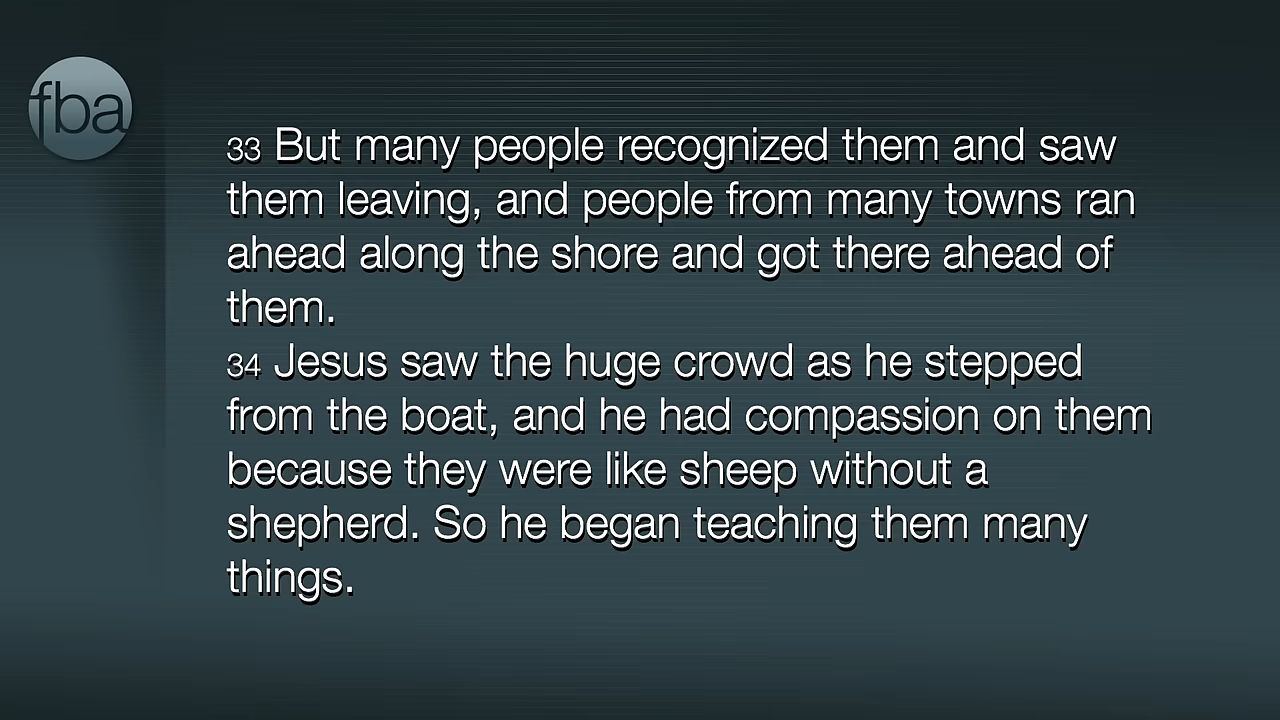 fba
33 But many people recognized them and saw
them leaving, and people from many towns ran
ahead along the shore and got there ahead of
them.
34 Jesus saw the huge crowd as he stepped
from the boat, and he had compassion on them
because they were like sheep without a
shepherd. So he began teaching them many
things.